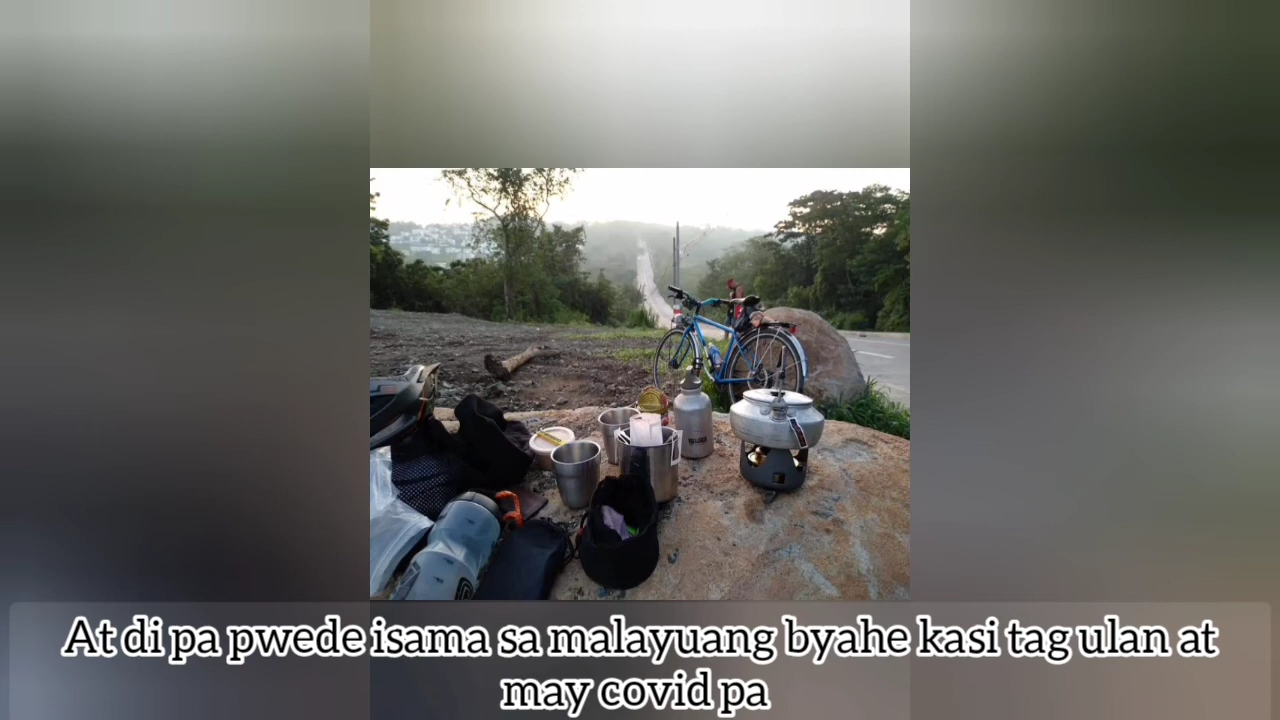 At di pa pwede isama sa malayuang byahe kasi tag ulan at
may covid pa